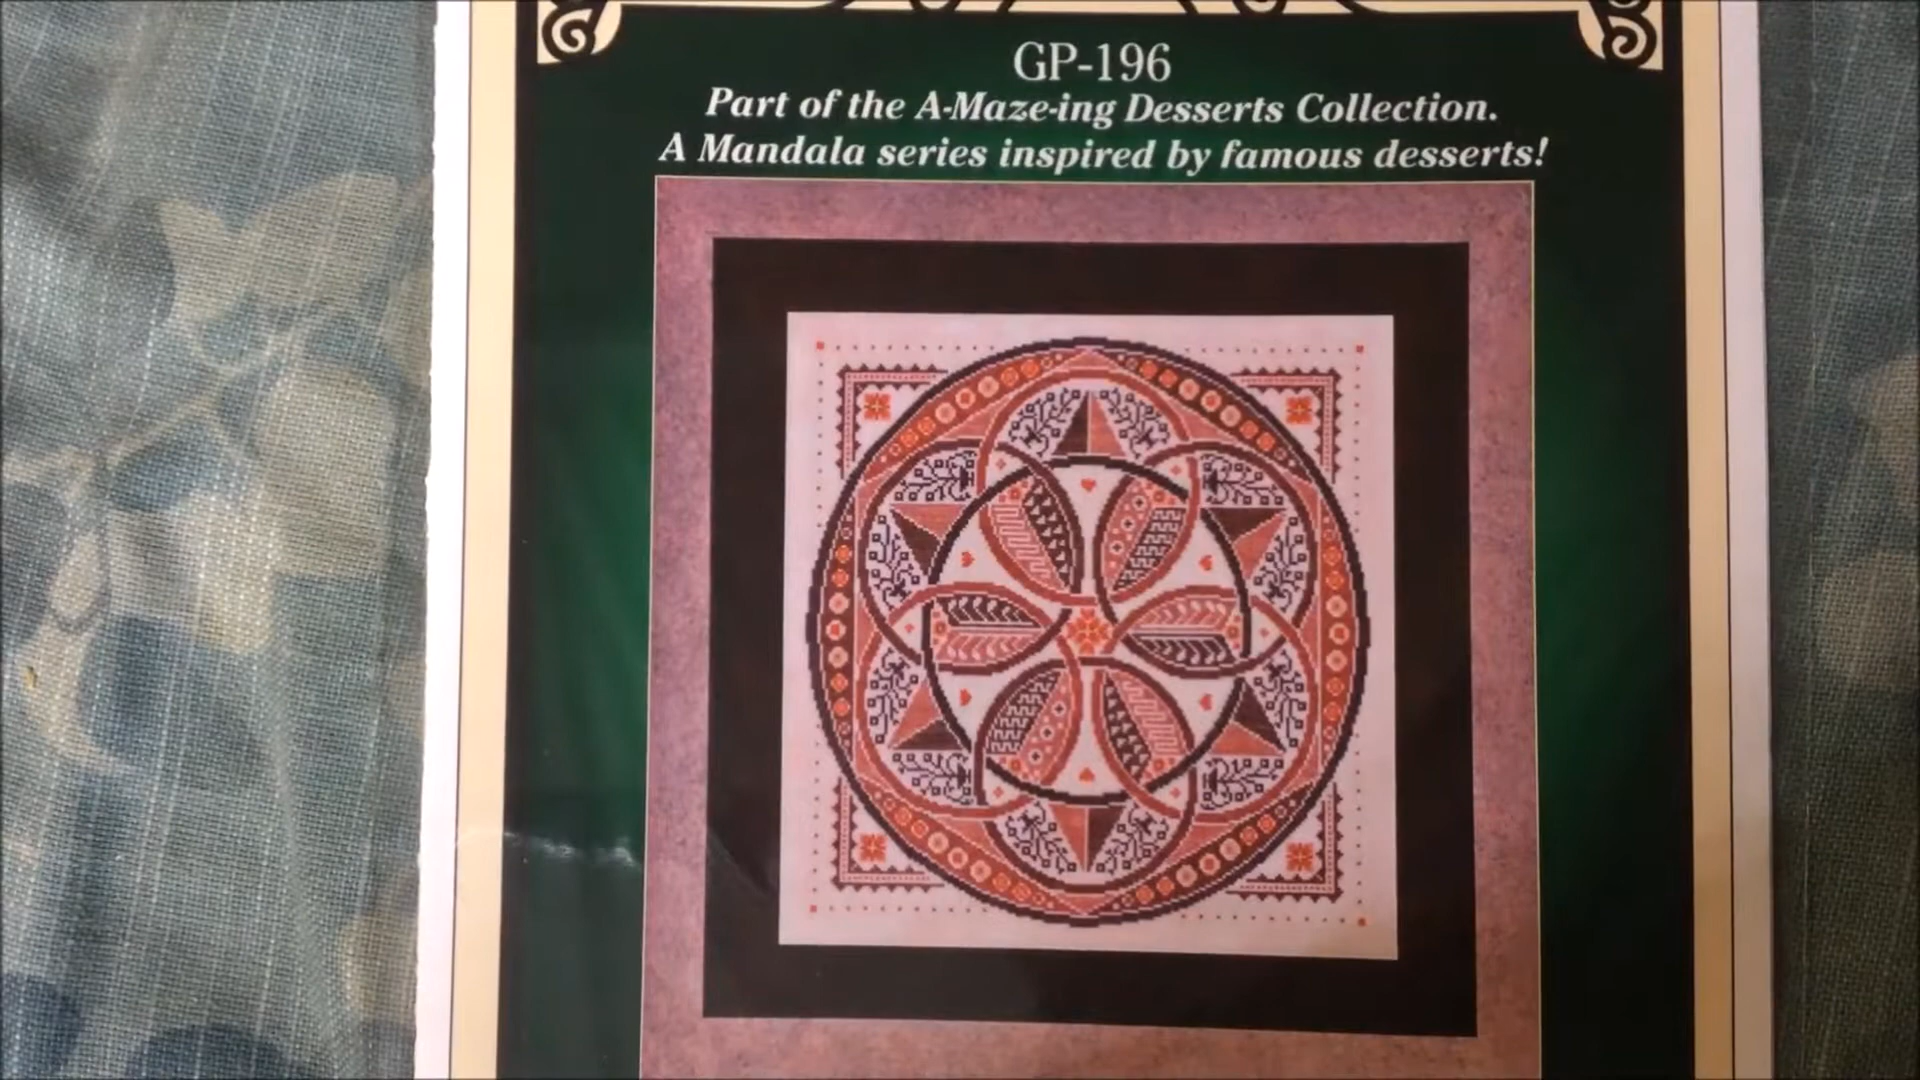 GP-196
Part of the A-Maze-ing Desserts Collection.
A Mandala series inspired by famous desserts!